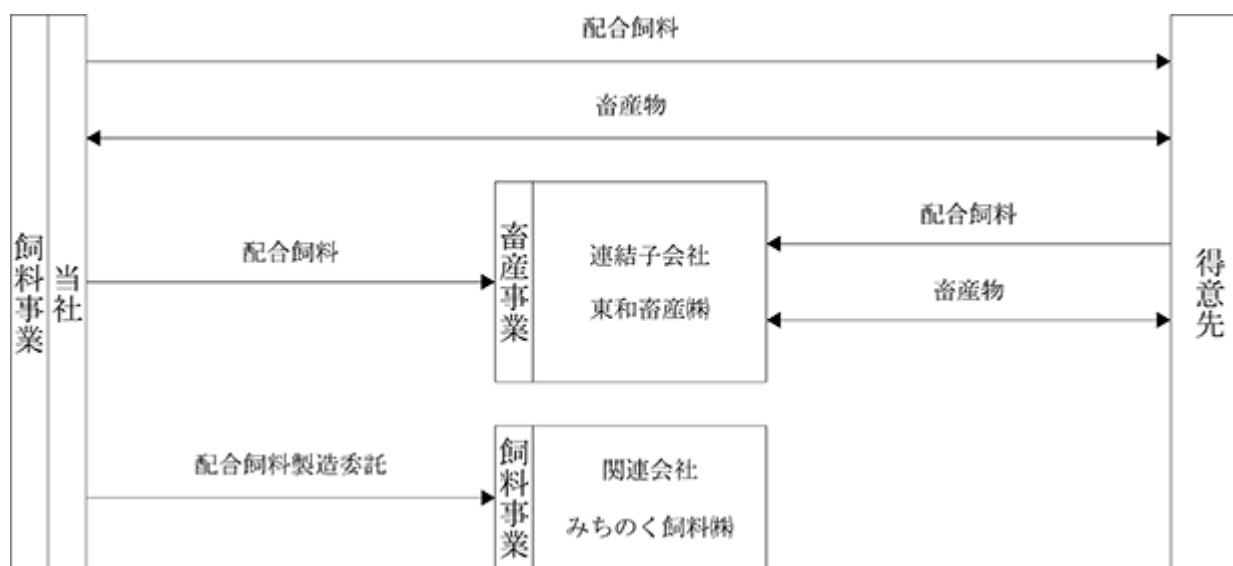 配合飼料
畜産物
飼料事業
当社
配合飼料
畜産事業
連結子会社
東和畜産㈱
配合飼料
畜産物
得意先
配合飼料製造委託
飼料事業
関連会社
みちのく飼料㈱